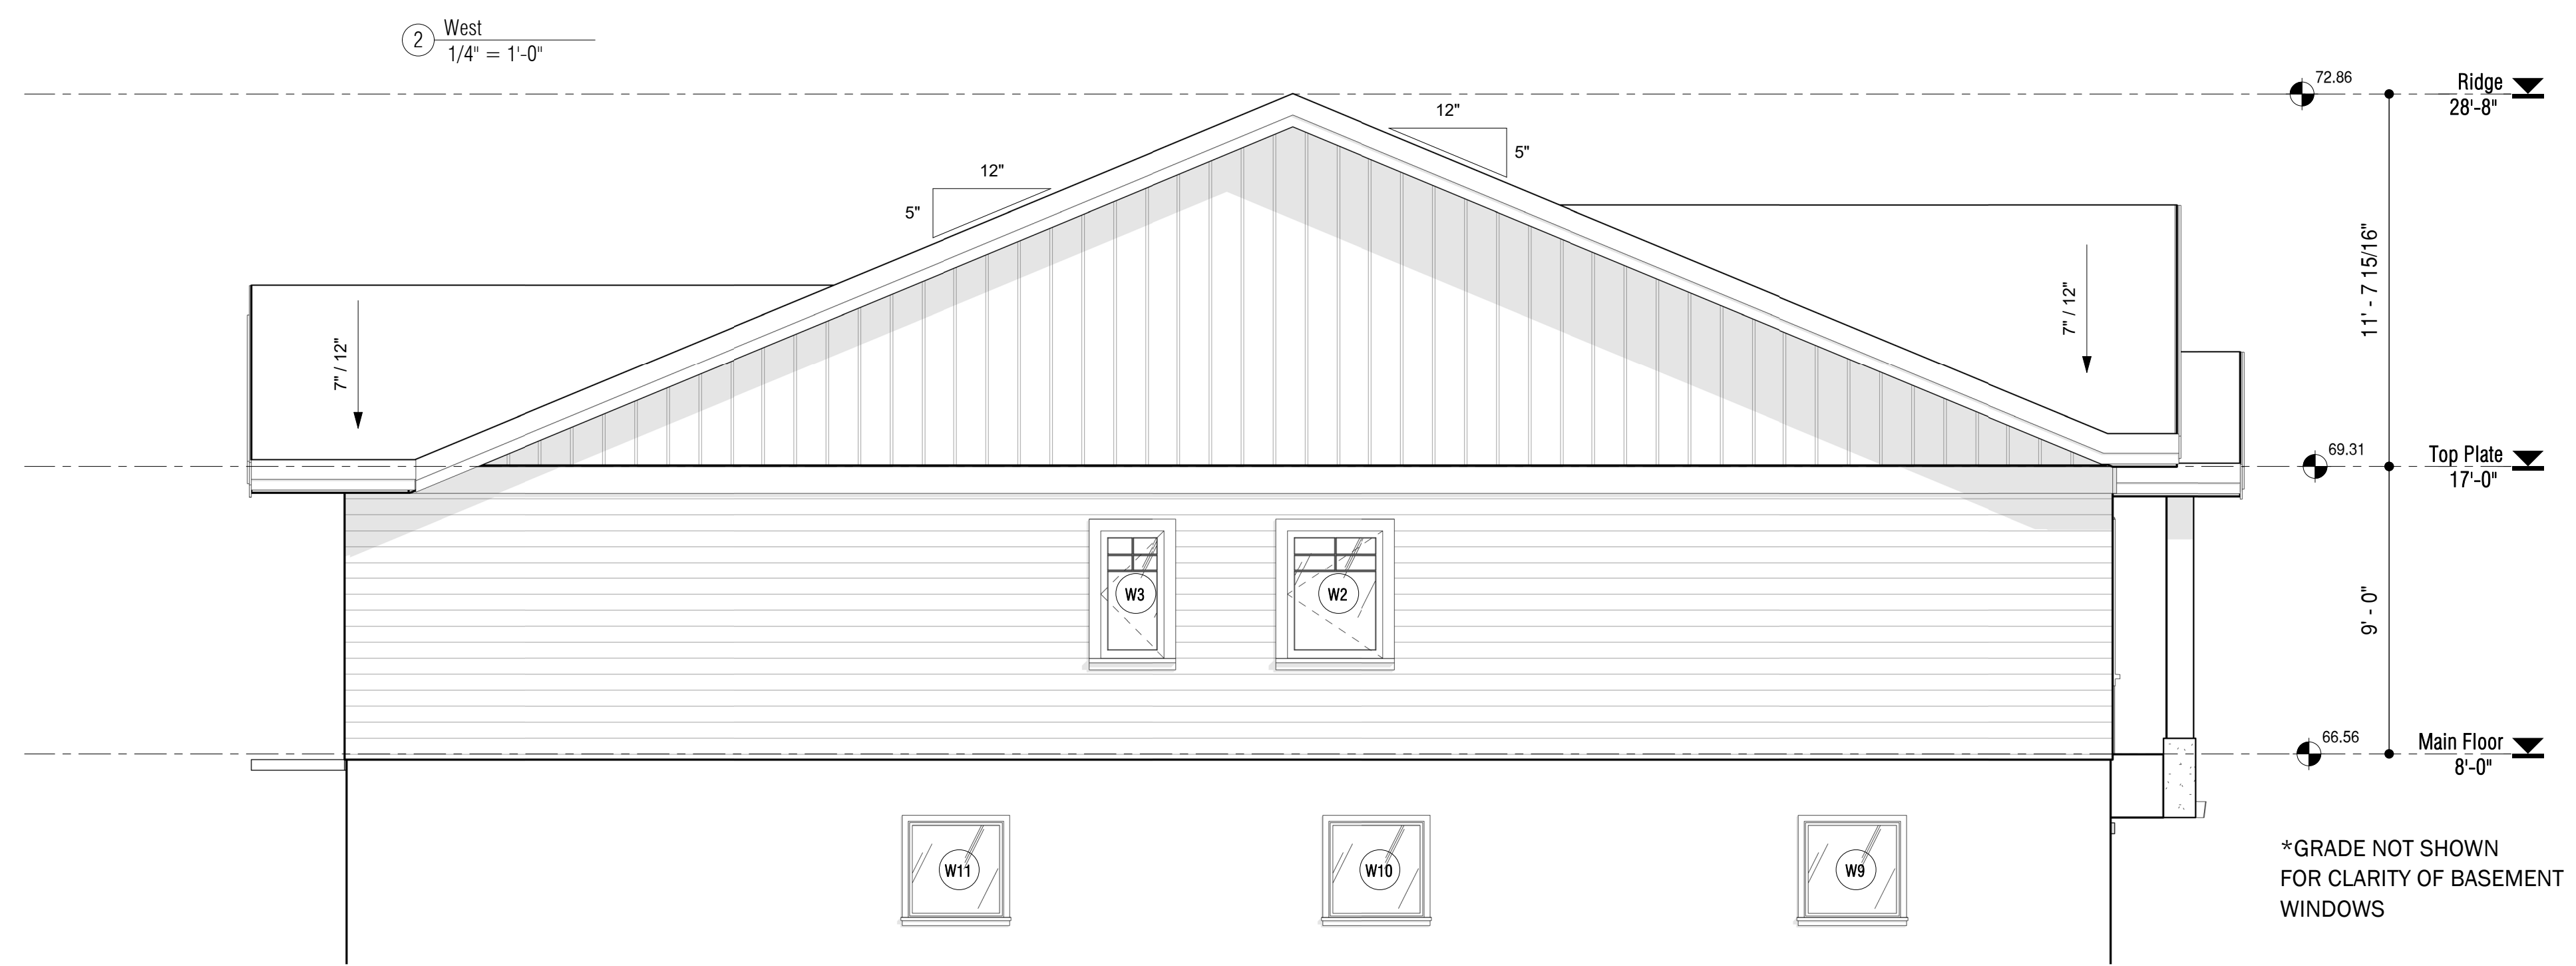 2
West
1/4" = 1'-0"
72.86
Ridge
28'-8"
12"
5"
12"
5"
7" / 12"
7" / 12"
11' - 7 15/16"
69.31
Top Plate
17'-0"
W3
W2
9' - 0"
66.56
Main Floor
8'-0"
W11
W10
W9
*GRADE NOT SHOWN
FOR CLARITY OF BASEMENT
WINDOWS